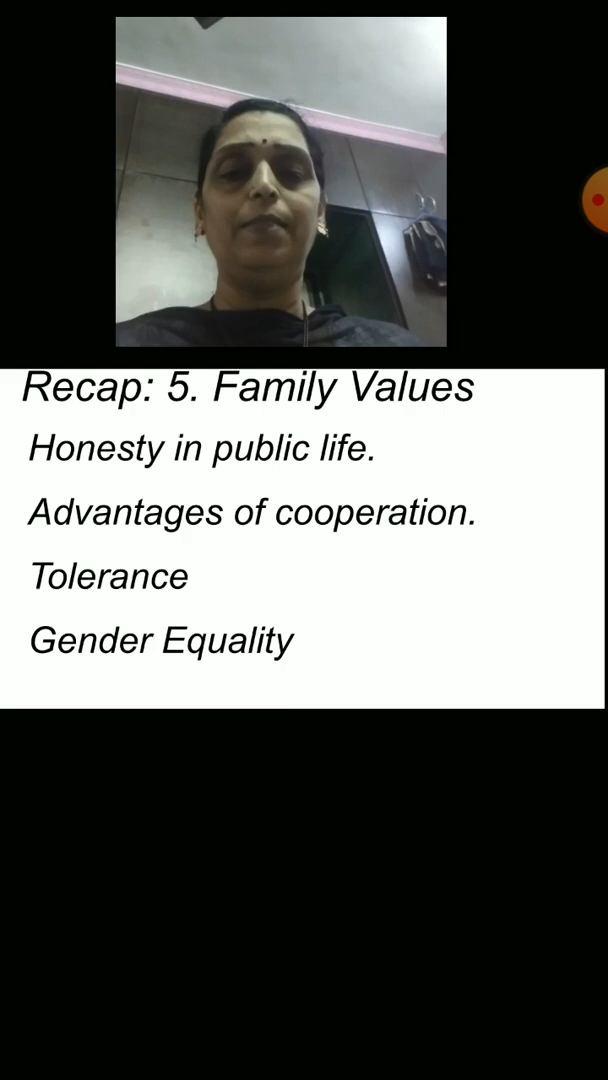 Recap: 5. Family Values
Honesty in public life.
Advantages of cooperation.
Tolerance
Gender Equality